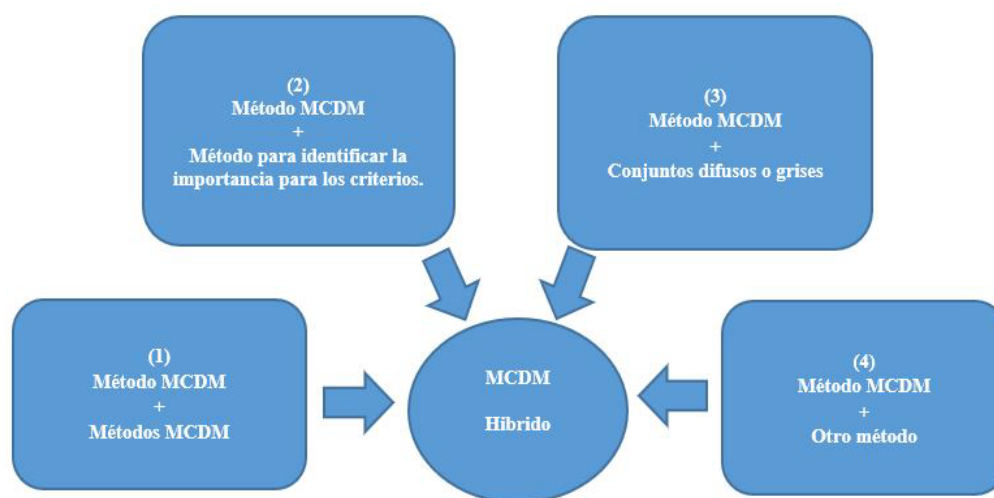 (2)
Método MCDM
+
Método para identificar la
importancia para los criterios.
(3)
Método MCDM
+
Conjuntos difusos o grises
(1)
Método MCDM
+
Métodos MCDM
MCDM
Hibrido
(4)
Método MCDM
+
Otro método